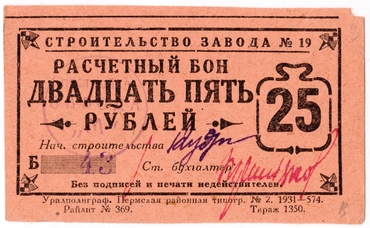 СТРОИТЕЛЬСТВО ЗАВОДА № 19
РАСЧЕТНЫЙ БОН
ДВАДЦАТЬ ПЯТЬ
РУБЛЕЙ
25
Нач. строительства
Б 43
Ст. бухгалтер
Без подписей и печати недействителен
Уралполиграф. Пермская районная типогр. № 2, 1931—574.
Райлит № 369. Тираж 1350.